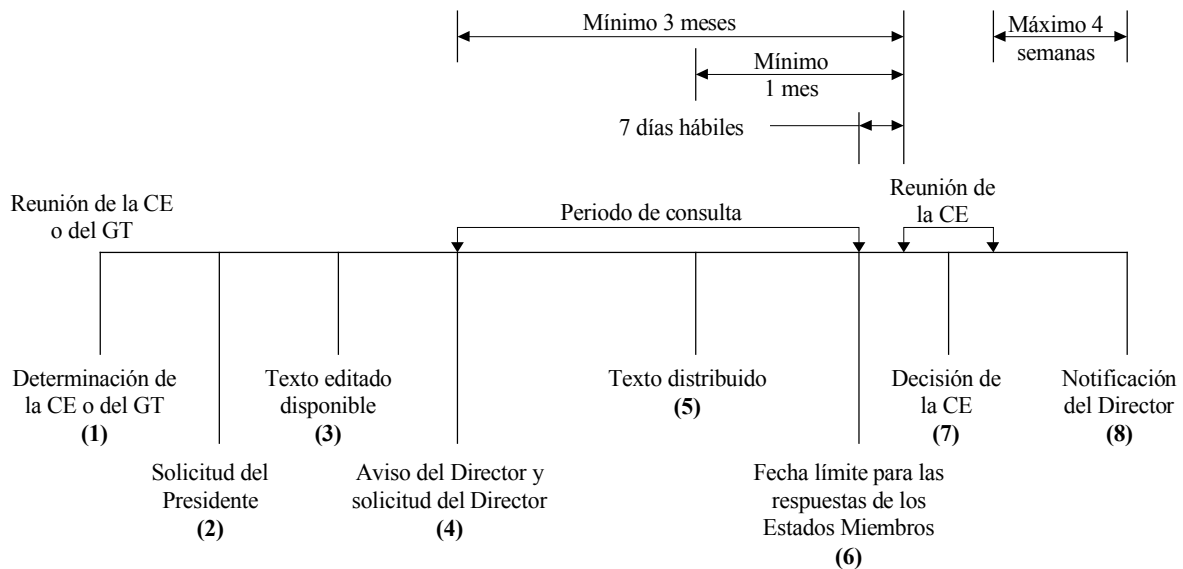 Mínimo 3 meses
Máximo 4
semanas
Mínimo
1 mes
7 días hábiles
Reunión de la CE
o del GT
Periodo de consulta
Reunión de
la CE
Determinación de
la CE o del GT
(1)
Solicitud del
Presidente
(2)
Texto editado
disponible
(3)
Aviso del Director y
solicitud del Director
(4)
Texto distribuido
(5)
Fecha límite para las
respuestas de los
Estados Miembros
(6)
Decisión de
la CE
(7)
Notificación
del Director
(8)